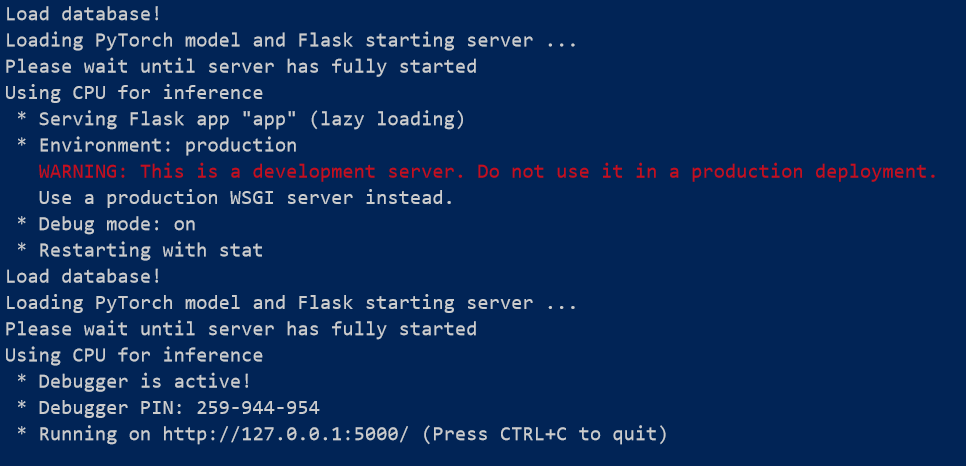 Load database!
Loading PyTorch model and Flask starting server ...
Please wait until server has fully started
Using CPU for inference
* Serving Flask app "app" (lazy loading)
* Environment: production
WARNING: This is a development server. Do not use it in a production deployment.
Use a production WSGI server instead.
* Debug mode: on
* Restarting with stat
Load database!
Loading PyTorch model and Flask starting server ...
Please wait until server has fully started
Using CPU for inference
* Debugger is active!
* Debugger PIN: 259-944-954
* Running on http://127.0.0.1:5000/ (Press CTRL+C to quit)